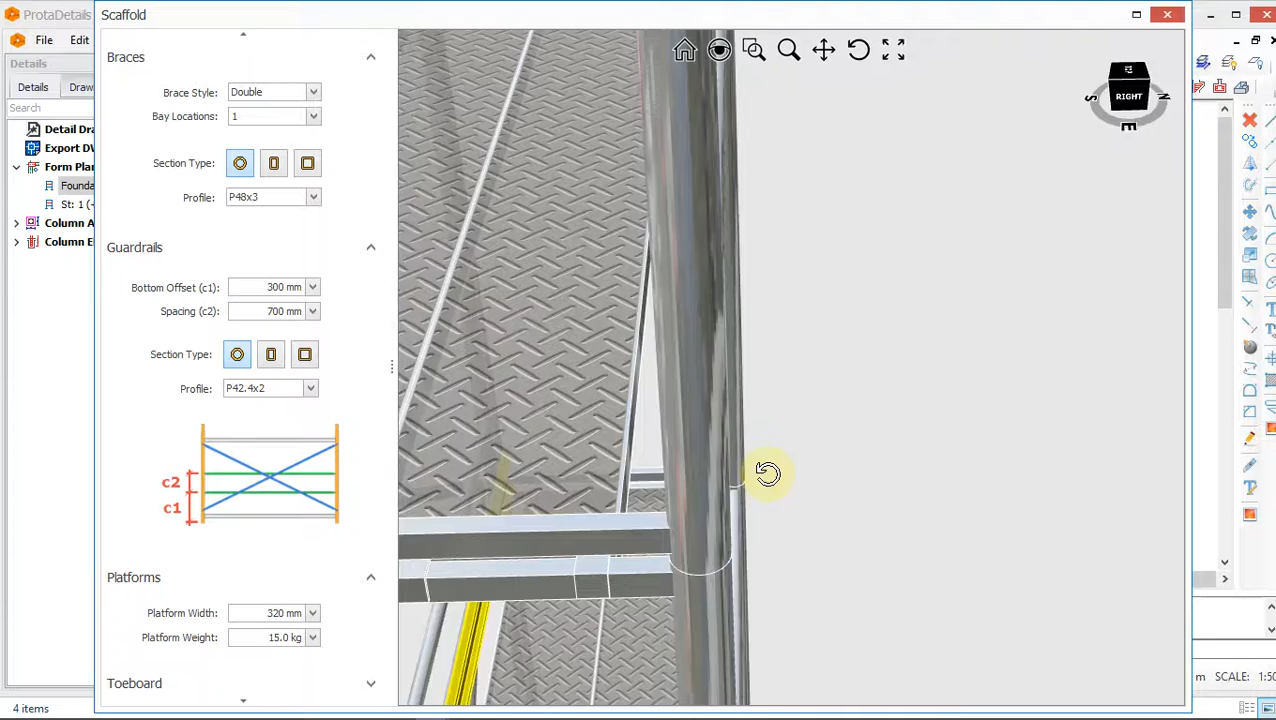 ProtaDetails
Scaffold
File
Edit
Details
Details
Draw
Search
Detail Dra
Export DW
Form Plan
Founda
St: 1 (-
Column A
Column E
4 items
Braces
Brace Style:
Double
Bay Locations:
1
Section Type:
Profile:
P48x3
Guardrails
Bottom Offset (c1):
300 mm
Spacing (c2):
700 mm
Section Type:
Profile:
P42.4x2
c2
c1
Platforms
Platform Width:
320 mm
Platform Weight:
15.0 kg
Toeboard
RIGHT
S
N
E
m
SCALE:
1:50